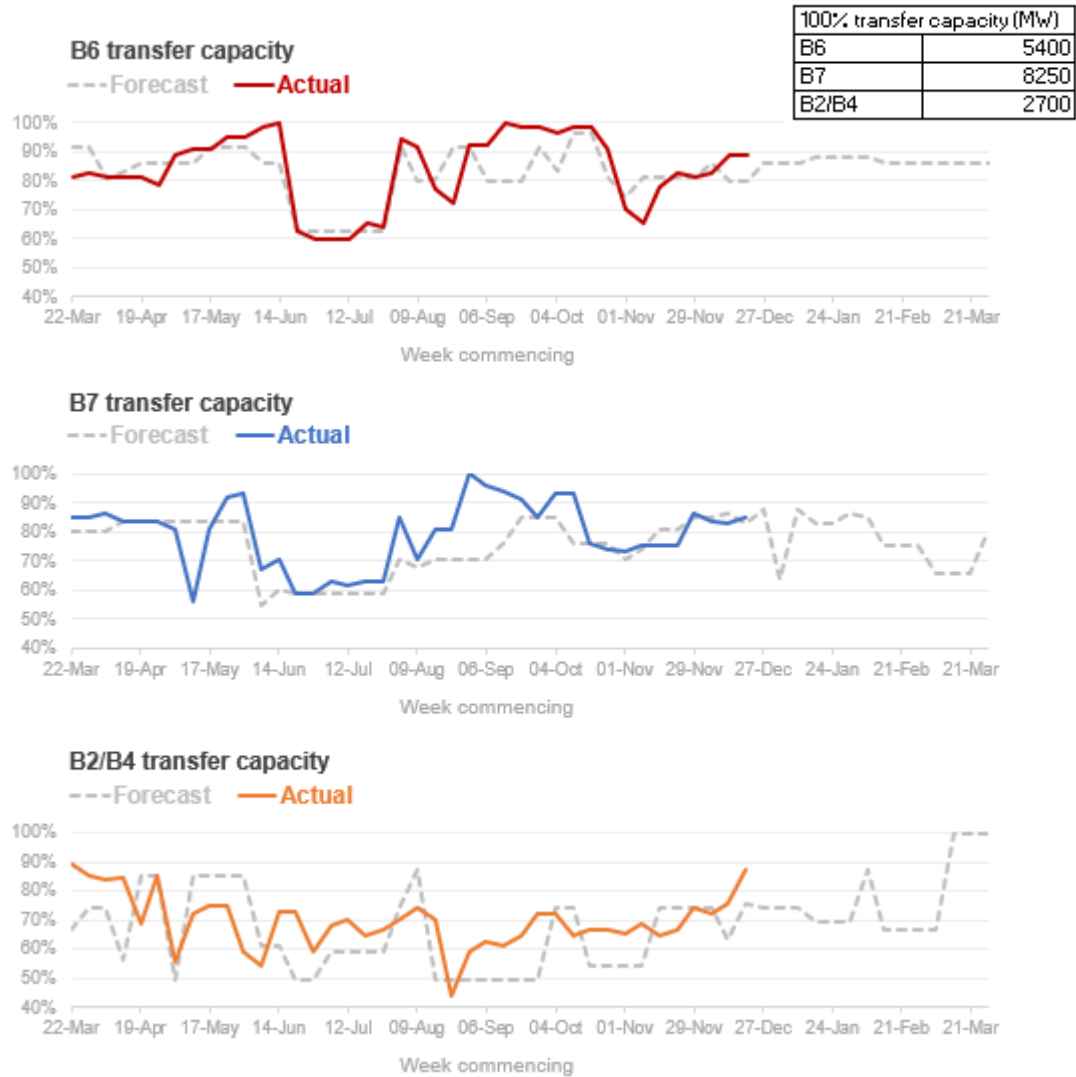 100% transfer capacity (MW)
B6 5400
B7 8250
B2/B4 2700
B6 transfer capacity
Forecast Actual
100%
90%
80%
70%
60%
50%
40%
22-Mar 19-Apr 17-May 14-Jun 12-Jul 09-Aug 06-Sep 04-Oct 01-Nov 29-Nov 27-Dec 24-Jan 21-Feb 21-Mar
Week commencing
B7 transfer capacity
Forecast Actual
100%
90%
80%
70%
60%
50%
40%
22-Mar 19-Apr 17-May 14-Jun 12-Jul 09-Aug 06-Sep 04-Oct 01-Nov 29-Nov 27-Dec 24-Jan 21-Feb 21-Mar
Week commencing
B2/B4 transfer capacity
Forecast Actual
100%
90%
80%
70%
60%
50%
40%
22-Mar 19-Apr 17-May 14-Jun 12-Jul 09-Aug 06-Sep 04-Oct 01-Nov 29-Nov 27-Dec 24-Jan 21-Feb 21-Mar
Week commencing